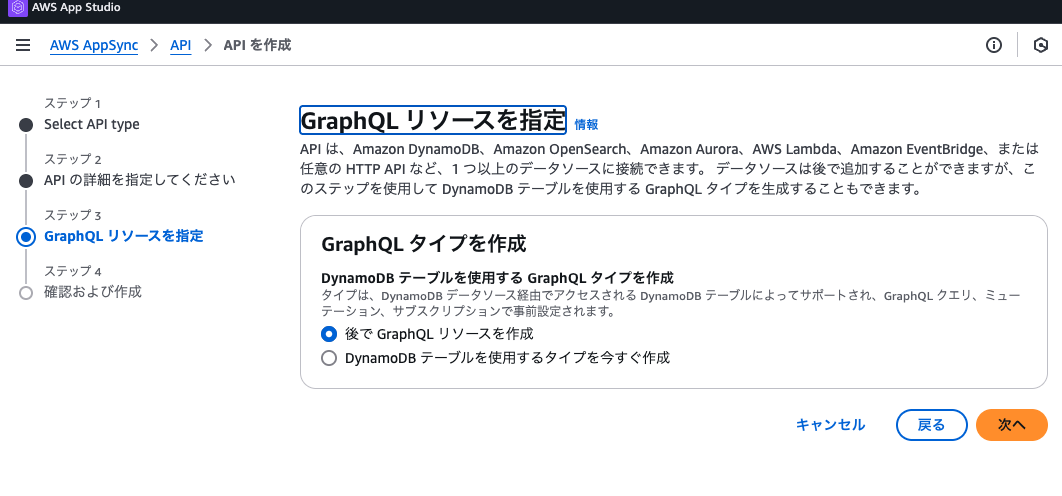 AWS App Studio
AWS AppSync > API > API を作成
ステップ 1
Select API type
ステップ 2
API の詳細を指定してください
ステップ 3
GraphQL リソースを指定
ステップ 4
確認および作成
GraphQL リソースを指定 情報
API は、Amazon DynamoDB、Amazon OpenSearch、Amazon Aurora、AWS Lambda、Amazon EventBridge、または
任意の HTTP API など、1 つ以上のデータソースに接続できます。 データソースは後で追加することができますが、こ
のステップを使用して DynamoDB テーブルを使用する GraphQL タイプを生成することもできます。
GraphQL タイプを作成
DynamoDB テーブルを使用する GraphQL タイプを作成
タイプは、DynamoDB データソース経由でアクセスされる DynamoDB テーブルによってサポートされ、GraphQL クエリ、ミュー
テーション、サブスクリプションで事前設定されます。
後で GraphQL リソースを作成
DynamoDB テーブルを使用するタイプを今すぐ作成
キャンセル 戻る 次へ